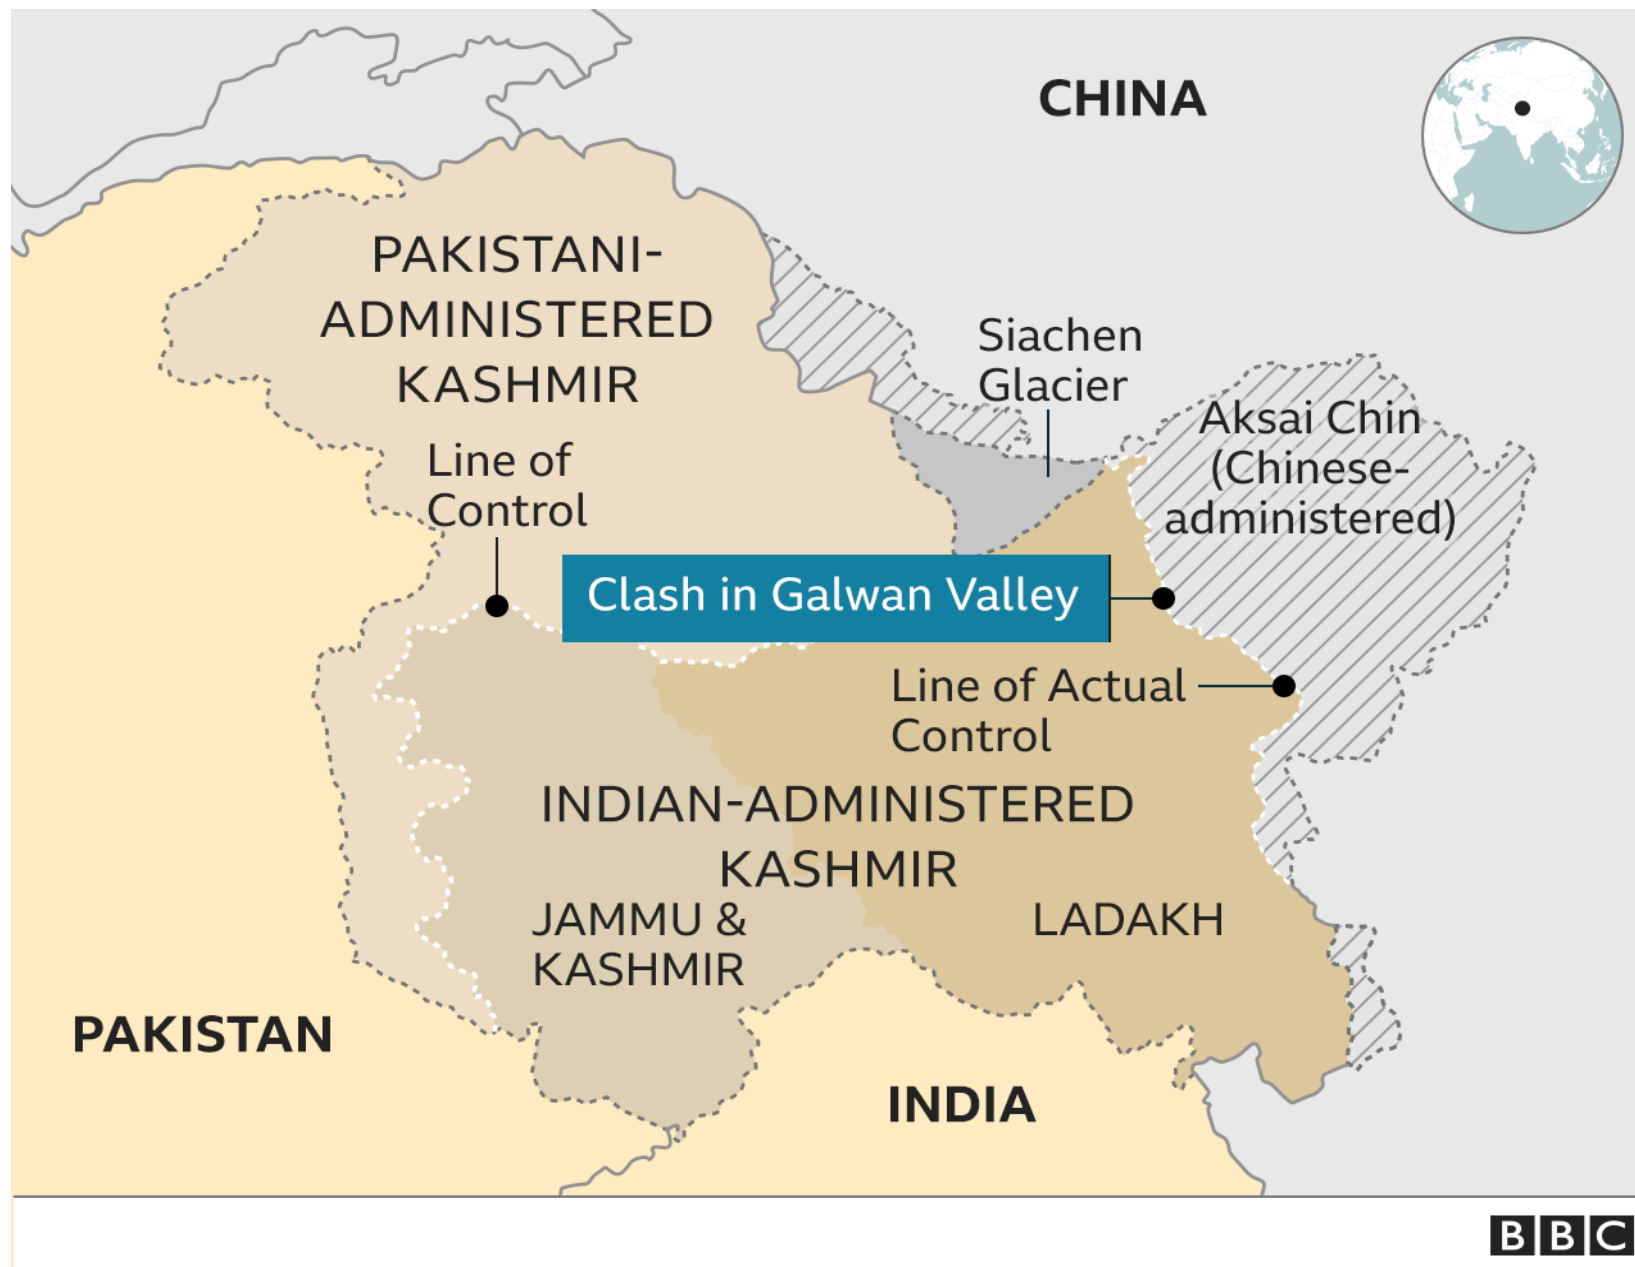 CHINA
PAKISTANI-
ADMINISTERED
KASHMIR
Siachen
Glacier
Aksai Chin
(Chinese-
administered)
Line of
Control
Clash in Galwan Valley
Line of Actual
Control
INDIAN-ADMINISTERED
KASHMIR
JAMMU &
KASHMIR
LADAKH
PAKISTAN
INDIA
BBC